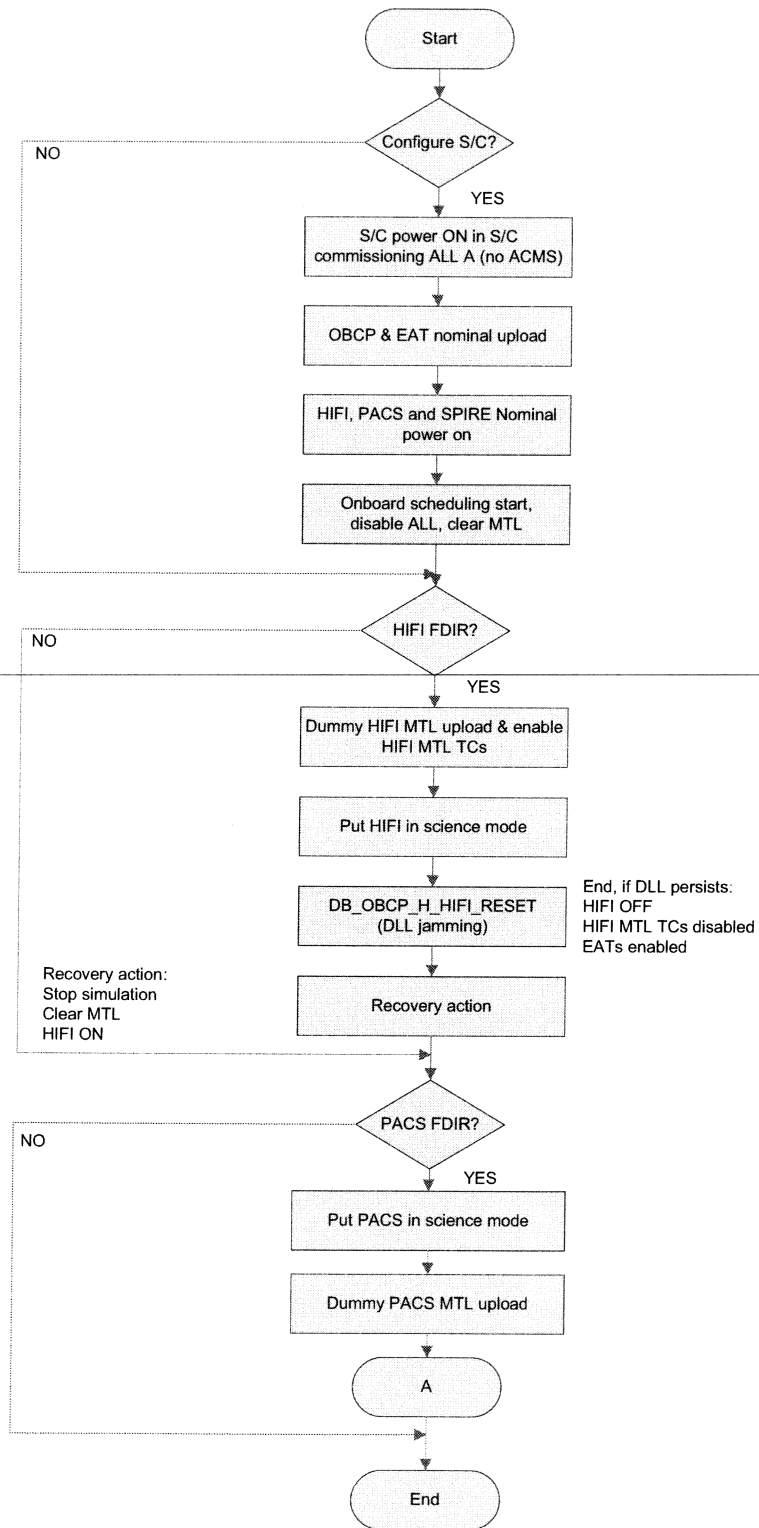 Start
Configure S/C?
NO
YES
S/C power ON in S/C
commissioning ALL A (no ACMS)
OBCP & EAT nominal upload
HIFI, PACS and SPIRE Nominal
power on
Onboard scheduling start,
disable ALL, clear MTL
HIFI FDIR?
NO
YES
Dummy HIFI MTL upload & enable
HIFI MTL TCs
Put HIFI in science mode
DB_OBCP_H_HIFI_RESET
(DLL jamming)
End, if DLL persists:
HIFI OFF
HIFI MTL TCs disabled
EATs enabled
Recovery action:
Stop simulation
Clear MTL
HIFI ON
Recovery action
PACS FDIR?
NO
YES
Put PACS in science mode
Dummy PACS MTL upload
A
End